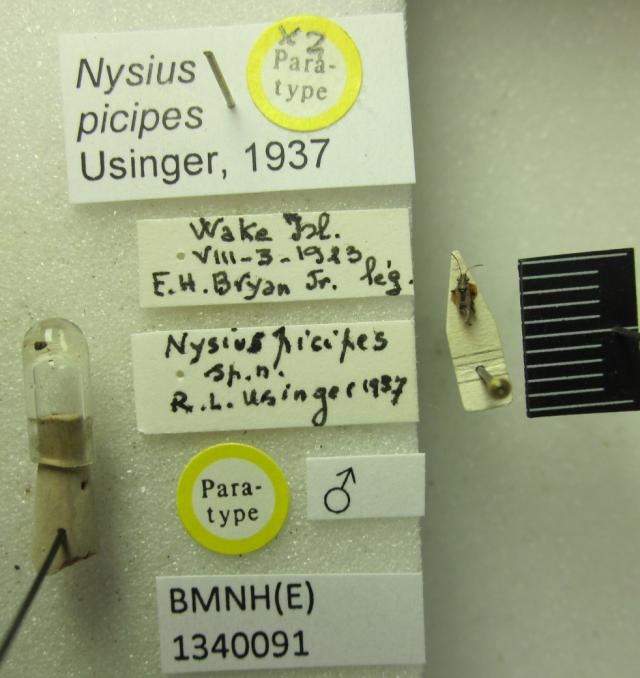 Nysius
picipes
Usinger, 1937
x2
Para-
type
Wake Isl.
VIII-3-1923
E.H. Bryan Jr. leg.
Nysius picipes
sp.n.
R.L. Usinger 1937
Para-
type
♂
BMNH(E)
1340091